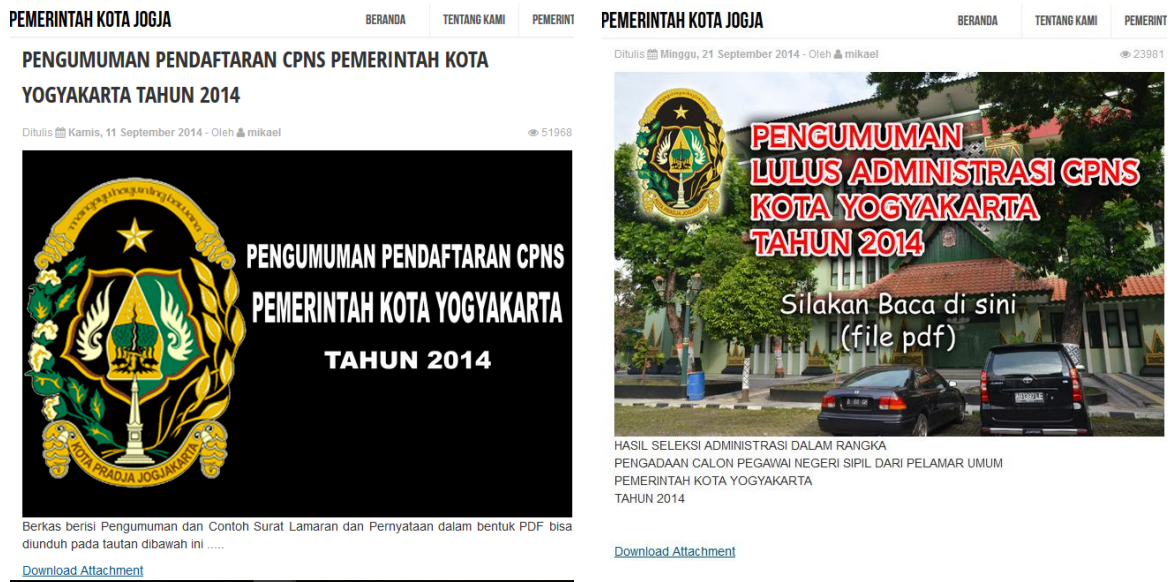 PEMERINTAH KOTA JOGJA
BERANDA
TENTANG KAMI
PEMERINT
PENGUMUMAN PENDAFTARAN CPNS PEMERINTAH KOTA
YOGYAKARTA TAHUN 2014
Ditulis Kamis, 11 September 2014 - Oleh mikael
51968
mangayuhayuning bawana
PENGUMUMAN PENDAFTARAN CPNS
PEMERINTAH KOTA YOGYAKARTA
TAHUN 2014
KOTA PRADJA JOGJAKARTA
Berkas berisi Pengumuman dan Contoh Surat Lamaran dan Pernyataan dalam bentuk PDF bisa
diunduh pada tautan dibawah ini .....
Download Attachment
PEMERINTAH KOTA JOGJA
BERANDA
TENTANG KAMI
PEMERINT
Ditulis Minggu, 21 September 2014 - Oleh mikael
23981
PENGUMUMAN
LULUS ADMINISTRASI CPNS
KOTA YOGYAKARTA
TAHUN 2014
Silakan Baca di sini
(file pdf)
HASIL SELEKSI ADMINISTRASI DALAM RANGKA
PENGADAAN CALON PEGAWAI NEGERI SIPIL DARI PELAMAR UMUM
PEMERINTAH KOTA YOGYAKARTA
TAHUN 2014
Download Attachment